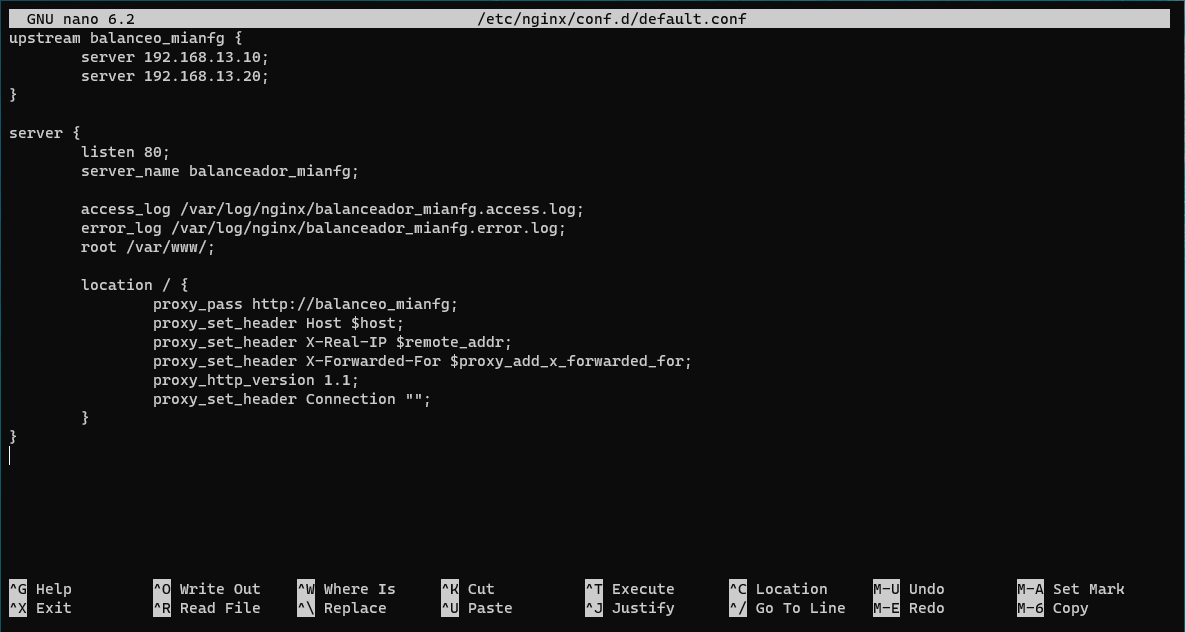 GNU nano 6.2 /etc/nginx/conf.d/default.conf
upstream balanceo_mianfg {
        server 192.168.13.10;
        server 192.168.13.20;
}

server {
        listen 80;
        server_name balanceador_mianfg;

        access_log /var/log/nginx/balanceador_mianfg.access.log;
        error_log /var/log/nginx/balanceador_mianfg.error.log;
        root /var/www/;

        location / {
                proxy_pass http://balanceo_mianfg;
                proxy_set_header Host $host;
                proxy_set_header X-Real-IP $remote_addr;
                proxy_set_header X-Forwarded-For $proxy_add_x_forwarded_for;
                proxy_http_version 1.1;
                proxy_set_header Connection "";
        }
}

^G Help ^O Write Out ^W Where Is ^K Cut ^T Execute ^C Location M-U Undo M-A Set Mark
^X Exit ^R Read File ^\ Replace ^U Paste ^J Justify ^/ Go To Line M-E Redo M-6 Copy